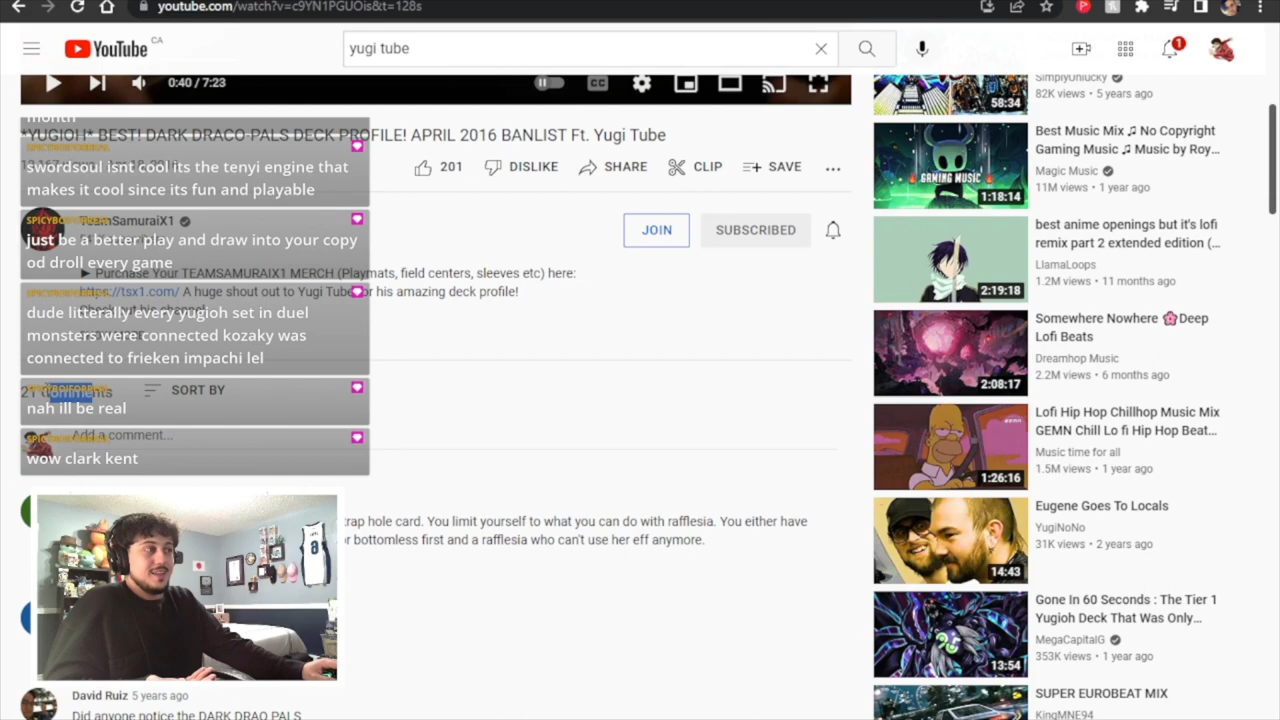 youtube.com/watch?v=c9YN1PGUOis&t=128s
YouTube CA
yugi tube
1
0:40 / 7:23
CC
month
*YUGIOH* BEST! DARK DRACO PALS DECK PROFILE! APRIL 2016 BANLIST Ft. Yugi Tube
201
DISLIKE
SHARE
CLIP
SAVE
swordsoul isnt cool its the tenyi engine that
makes it cool since its fun and playable
TeamSamuraiX1
JOIN
SUBSCRIBED
just be a better play and draw into your copy
od droll every game
► Purchase Your TEAMSAMURAIX1 MERCH (Playmats, field centers, sleeves etc) here:
https://tsx1.com/ A huge shout out to Yugi Tube for his amazing deck profile!
dude litterally every yugioh set in duel
monsters were connected kozaky was
connected to frieken impachi lel
21 Comments
SORT BY
nah ill be real
Add a comment...
wow clark kent
trap hole card. You limit yourself to what you can do with rafflesia. You either have
r bottomless first and a rafflesia who can't use her eff anymore.
David Ruiz 5 years ago
Did anyone notice the DARK DRAO PALS
SimplyUnlucky
82K views • 5 years ago
58:34
Best Music Mix ♫ No Copyright
Gaming Music ♫ Music by Roy...
Magic Music
11M views • 1 year ago
GAMING MUSIC
1:18:14
best anime openings but it's lofi
remix part 2 extended edition (...
LlamaLoops
1.2M views • 11 months ago
2:19:18
Somewhere Nowhere 🌸Deep
Lofi Beats
Dreamhop Music
2.2M views • 6 months ago
2:08:17
Lofi Hip Hop Chillhop Music Mix
GEMN Chill Lo fi Hip Hop Beat...
Music time for all
1.5M views • 1 year ago
1:26:16
Eugene Goes To Locals
YugiNoNo
31K views • 2 years ago
14:43
Gone In 60 Seconds : The Tier 1
Yugioh Deck That Was Only...
MegaCapitalG
353K views • 1 year ago
13:54
SUPER EUROBEAT MIX
KingMNE94